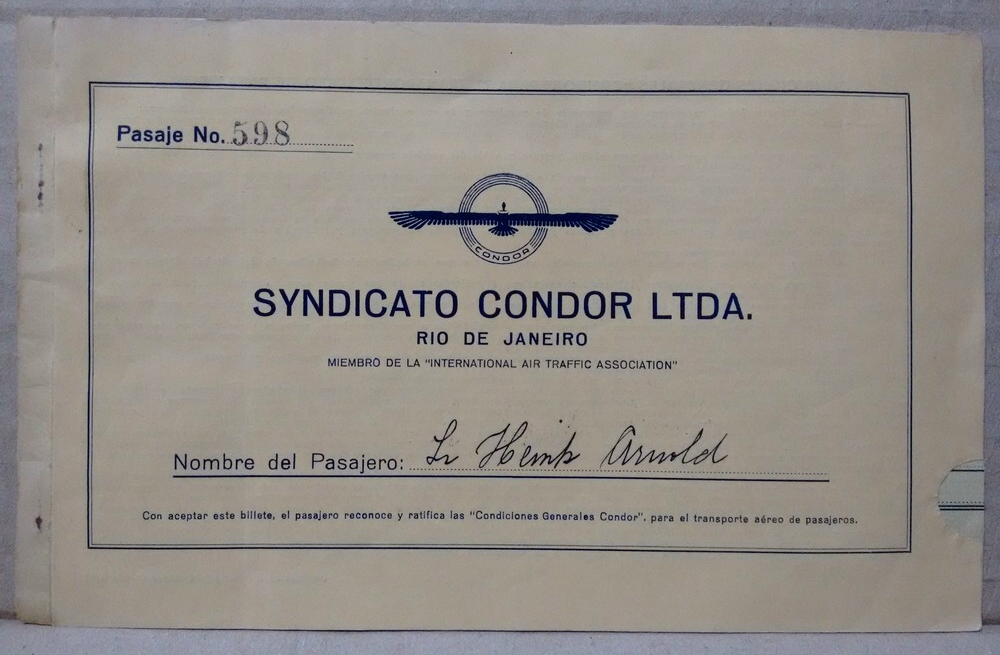 Pasaje No. 598
CONDOR
SYNDICATO CONDOR LTDA.
RIO DE JANEIRO
MIEMBRO DE LA "INTERNATIONAL AIR TRAFFIC ASSOCIATION"
Nombre del Pasajero: Sr Arnold
Con aceptar este billete, el pasajero reconoce y ratifica las "Condiciones Generales Condor", para el transporte aéreo de pasajeros.